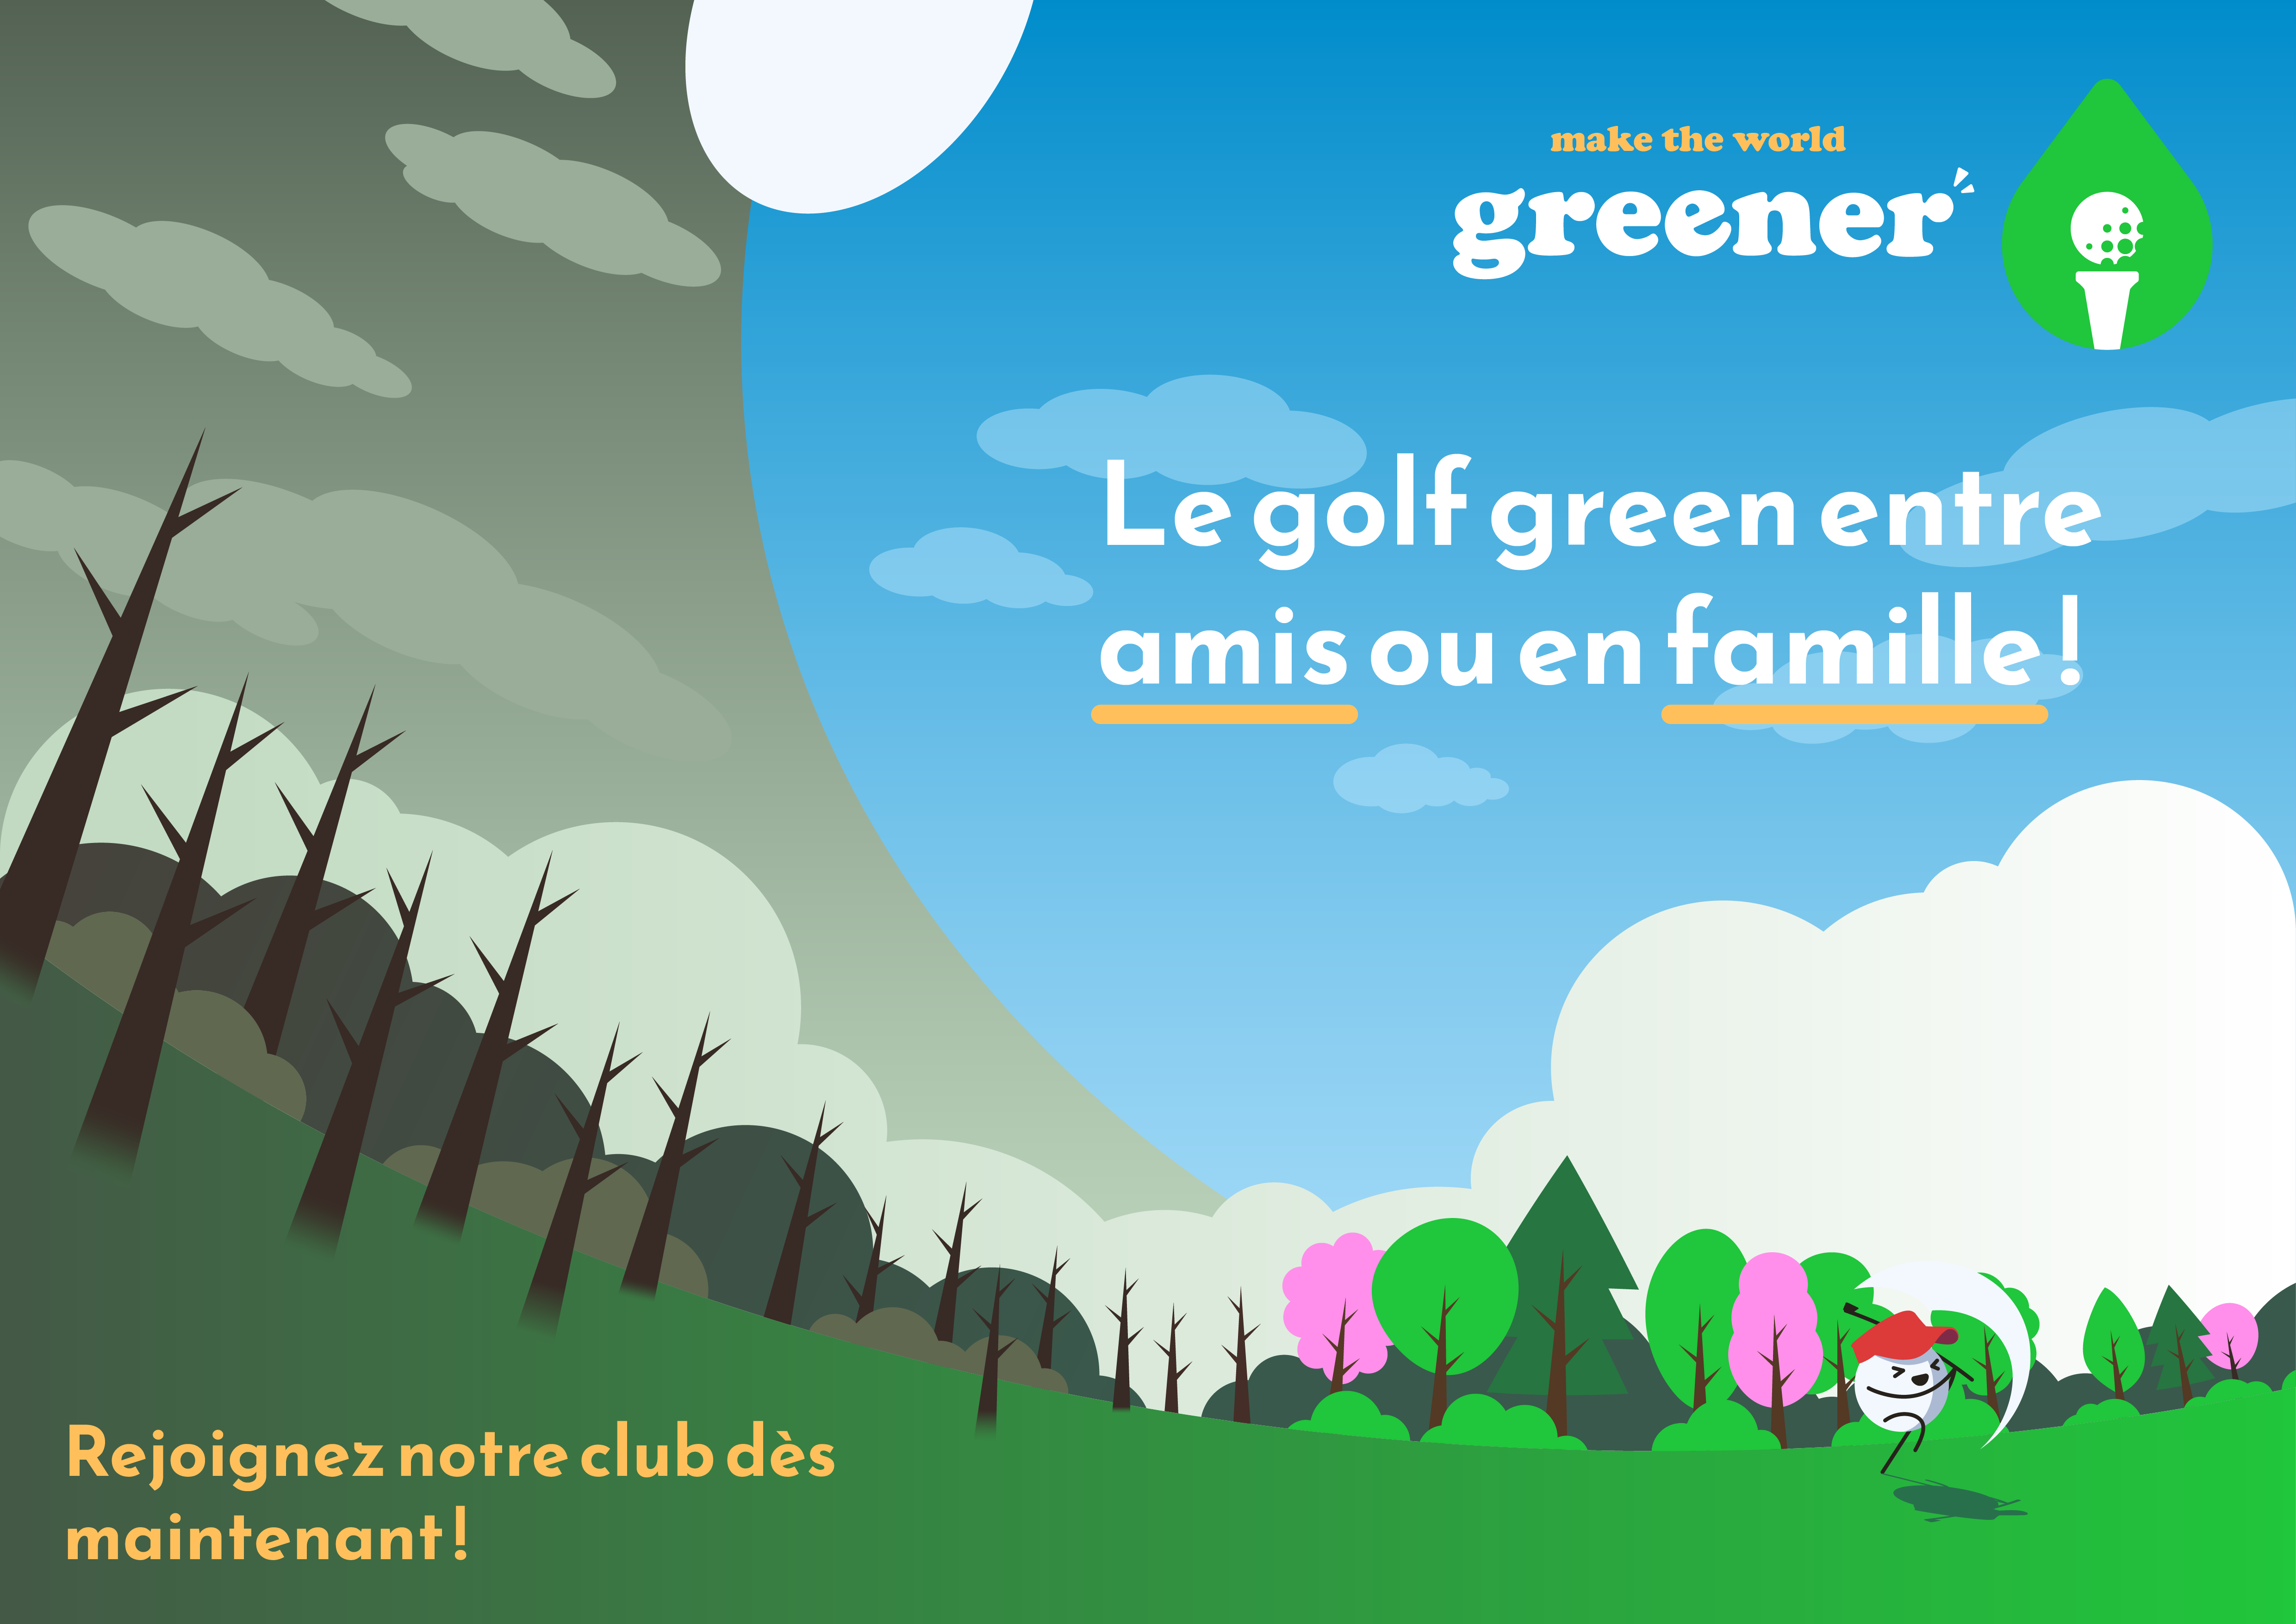 make the world
greener
Le golf green entre
amis ou en famille !
Rejoignez notre club dès
maintenant !